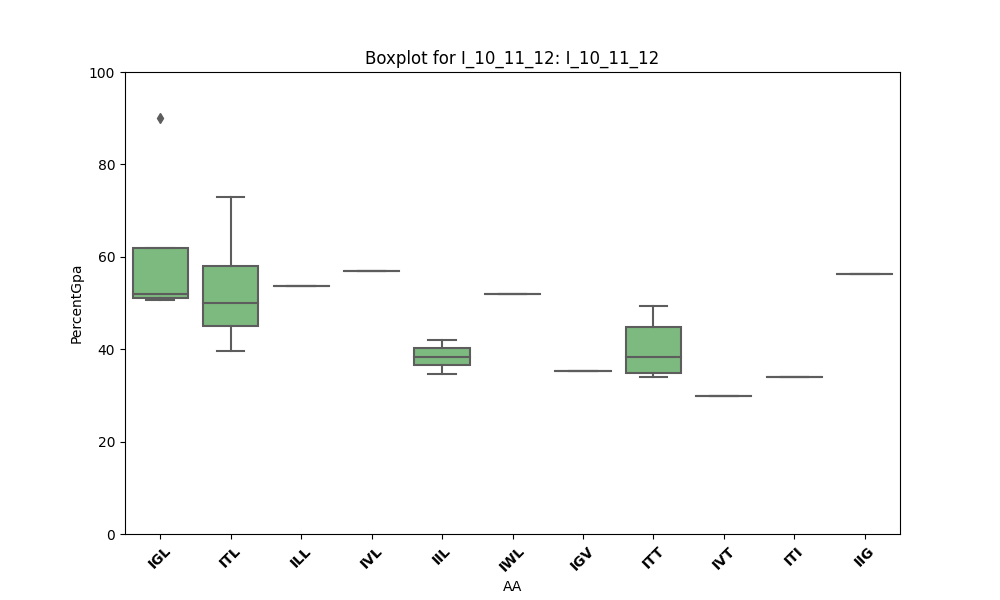 Boxplot for I_10_11_12: I_10_11_12
100
80
60
40
20
0
PercentGpa
IGL
ITL
ILL
IVL
IIL
IWL
IGV
ITT
IVT
ITI
IIG
AA